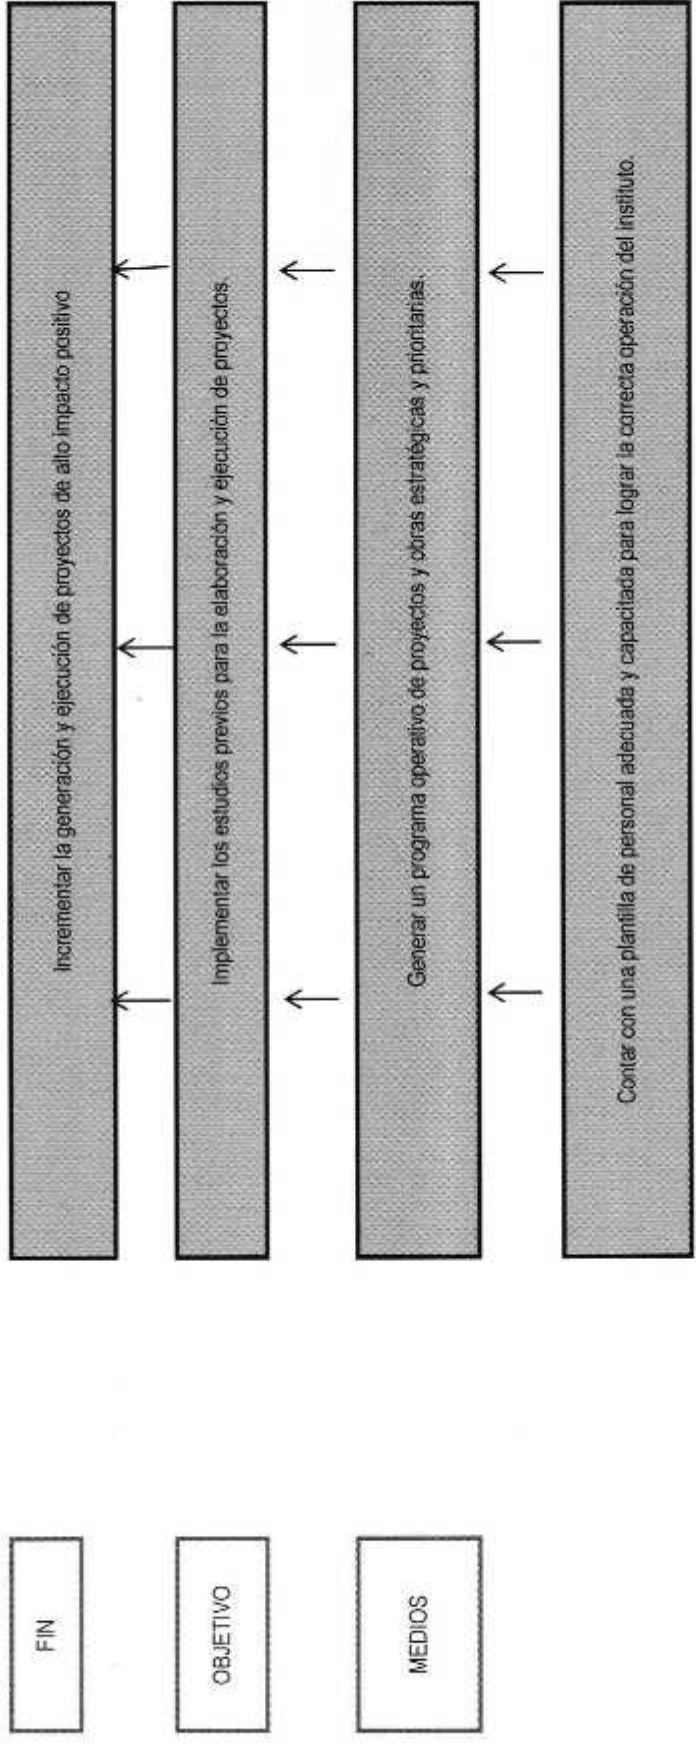 FIN
Incrementar la generación y ejecución de proyectos de alto impacto positivo
OBJETIVO
Implementar los estudios previos para la elaboración y ejecución de proyectos.
MEDIOS
Generar un programa operativo de proyectos y obras estratégicas y prioritarias.
Contar con una plantilla de personal adecuada y capacitada para lograr la correcta operación del instituto.